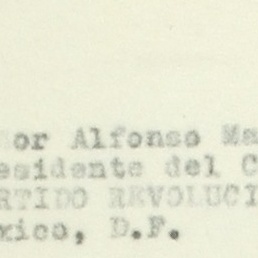 or Alfonso Ma
esidente del C
RTIDO REVOLUCI
xico, D.F.